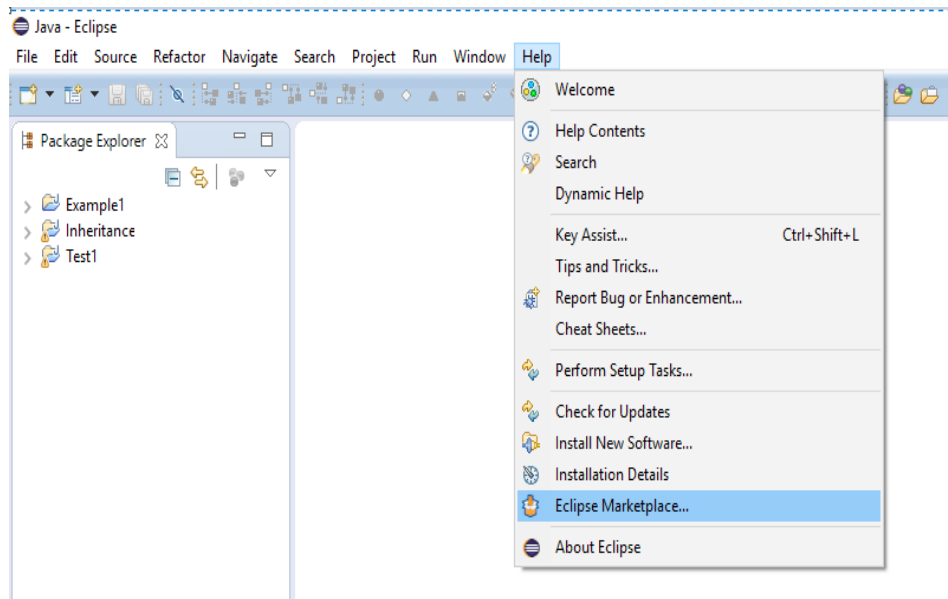 Java - Eclipse
File Edit Source Refactor Navigate Search Project Run Window Help
Package Explorer
Example1
Inheritance
Test1
Welcome
Help Contents
Search
Dynamic Help
Key Assist... Ctrl+Shift+L
Tips and Tricks...
Report Bug or Enhancement...
Cheat Sheets...
Perform Setup Tasks...
Check for Updates
Install New Software...
Installation Details
Eclipse Marketplace...
About Eclipse